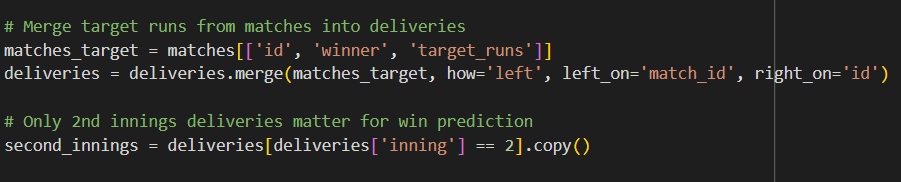 # Merge target runs from matches into deliveries
matches_target = matches[['id', 'winner', 'target_runs']]
deliveries = deliveries.merge(matches_target, how='left', left_on='match_id', right_on='id')
# Only 2nd innings deliveries matter for win prediction
second_innings = deliveries[deliveries['inning'] == 2].copy()